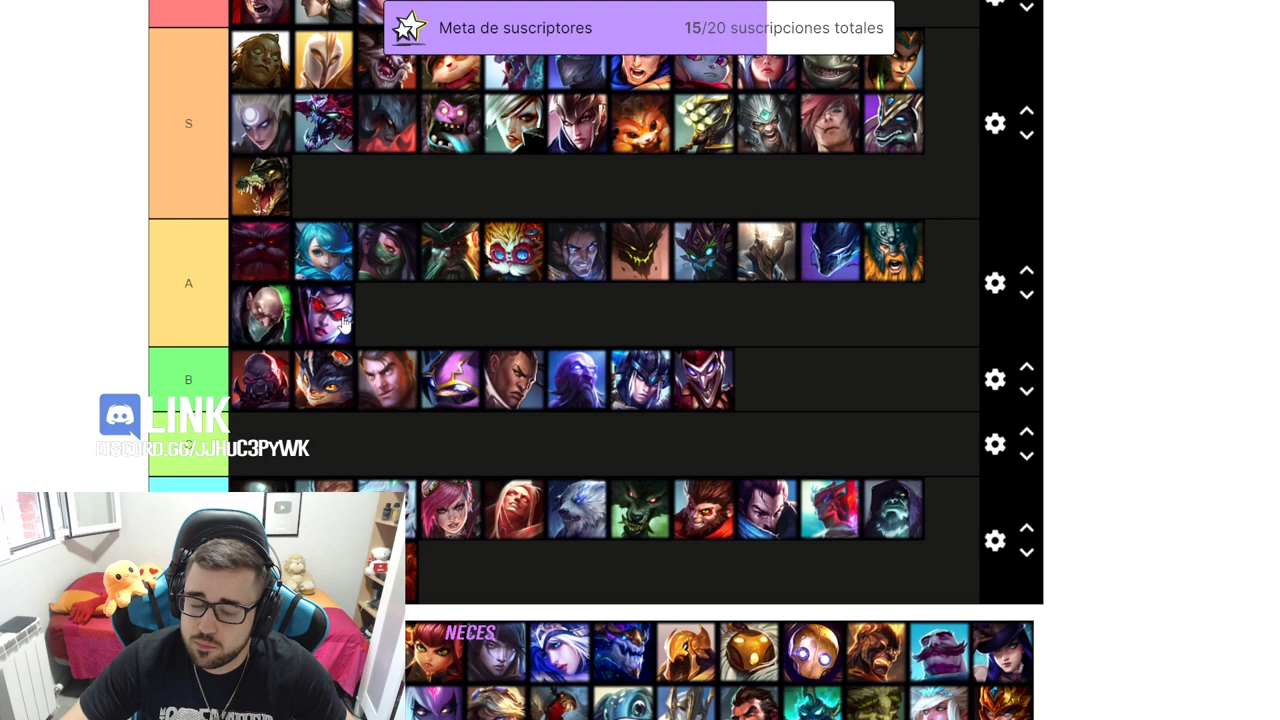 Meta de suscriptores 15/20 suscripciones totales
S
A
B
LINK
DISCORD.GG/JJHUC3PYWK
NECES